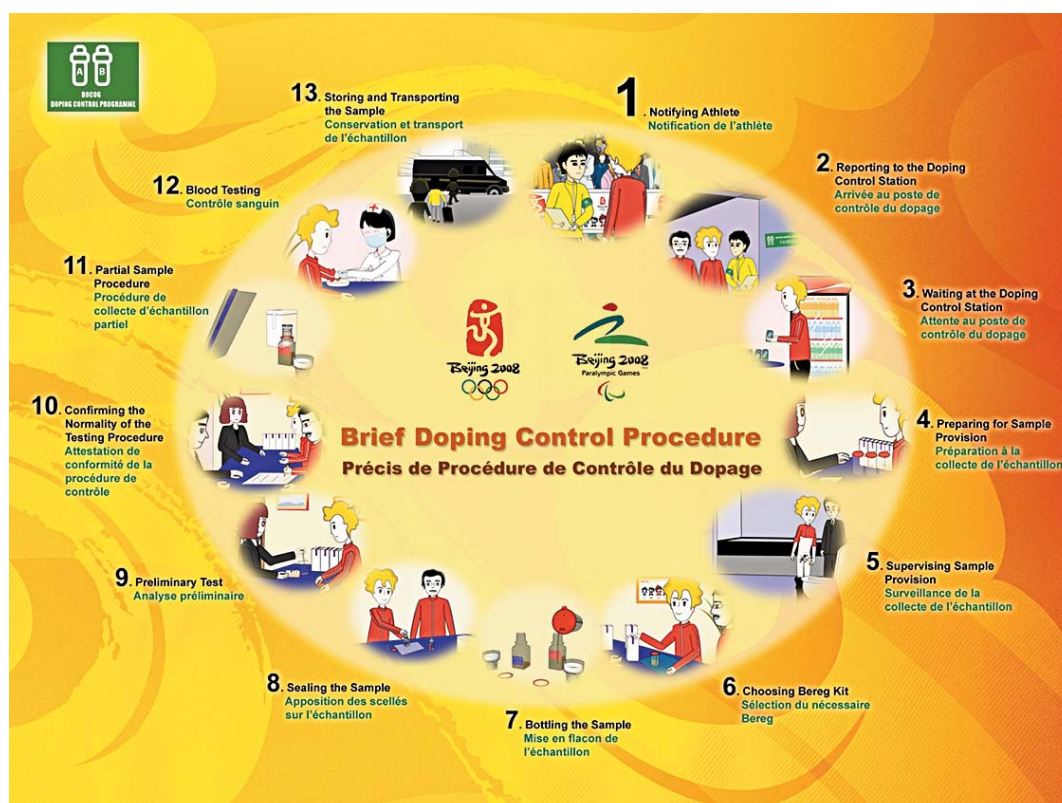 A B
BOCOG
DOPING CONTROL PROGRAMME
1. Notifying Athlete
Notification de l'athlète
2. Reporting to the Doping
Control Station
Arrivée au poste de
contrôle du dopage
3. Waiting at the Doping
Control Station
Attente au poste de
contrôle du dopage
4. Preparing for Sample
Provision
Préparation à la
collecte de l'échantillon
5. Supervising Sample
Provision
Surveillance de la
collecte de l'échantillon
6. Choosing Bereg Kit
Sélection du nécessaire
Bereg
7. Bottling the Sample
Mise en flacon de
l'échantillon
8. Sealing the Sample
Apposition des scellés
sur l'échantillon
9. Preliminary Test
Analyse préliminaire
10. Confirming the
Normality of the
Testing Procedure
Attestation de
conformité de la
procédure de
contrôle
11. Partial Sample
Procedure
Procédure de
collecte d'échantillon
partiel
12. Blood Testing
Contrôle sanguin
13. Storing and Transporting
the Sample
Conservation et transport
de l'échantillon
Beijing 2008
Beijing 2008
Paralympic Games
Brief Doping Control Procedure
Précis de Procédure de Contrôle du Dopage